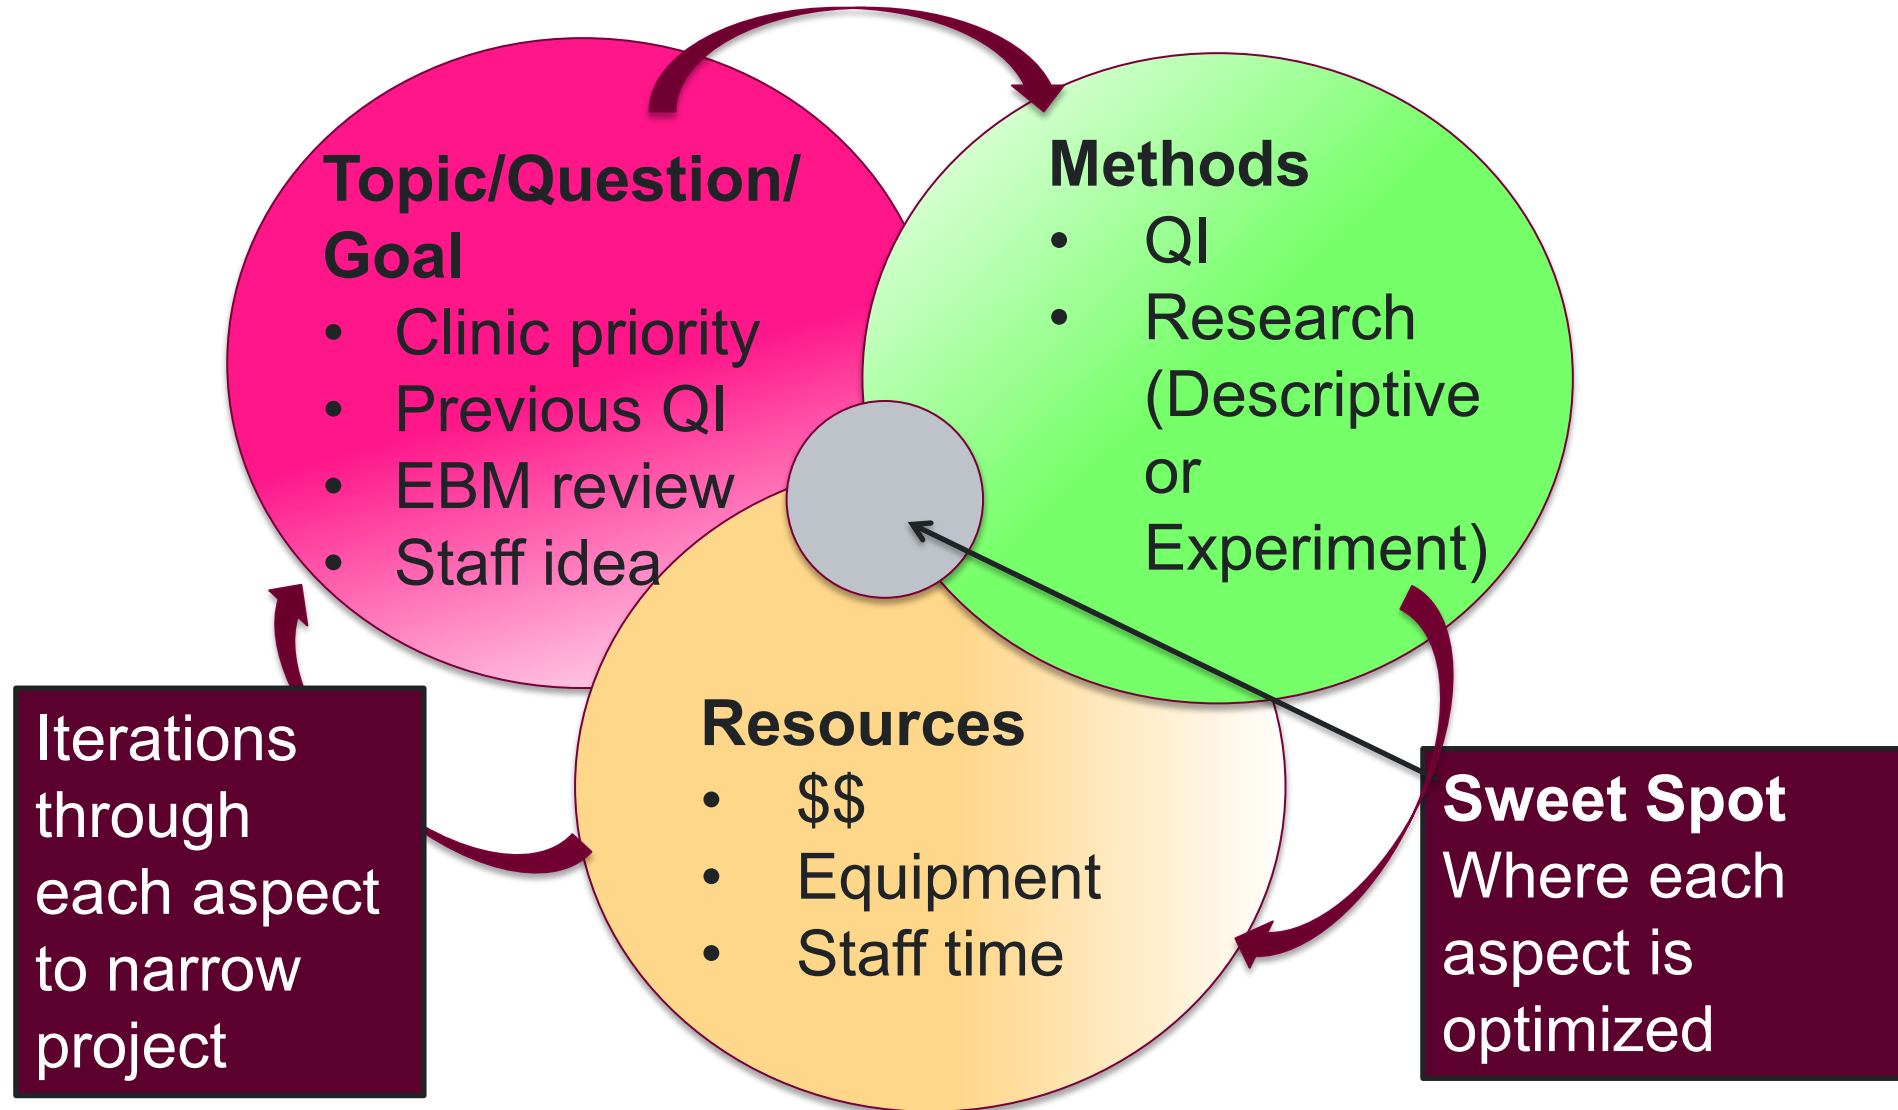 Topic/Question/
Goal
• Clinic priority
• Previous QI
• EBM review
• Staff idea
Methods
• QI
• Research
(Descriptive
or
Experiment)
Resources
• $$
• Equipment
• Staff time
Iterations
through
each aspect
to narrow
project
Sweet Spot
Where each
aspect is
optimized